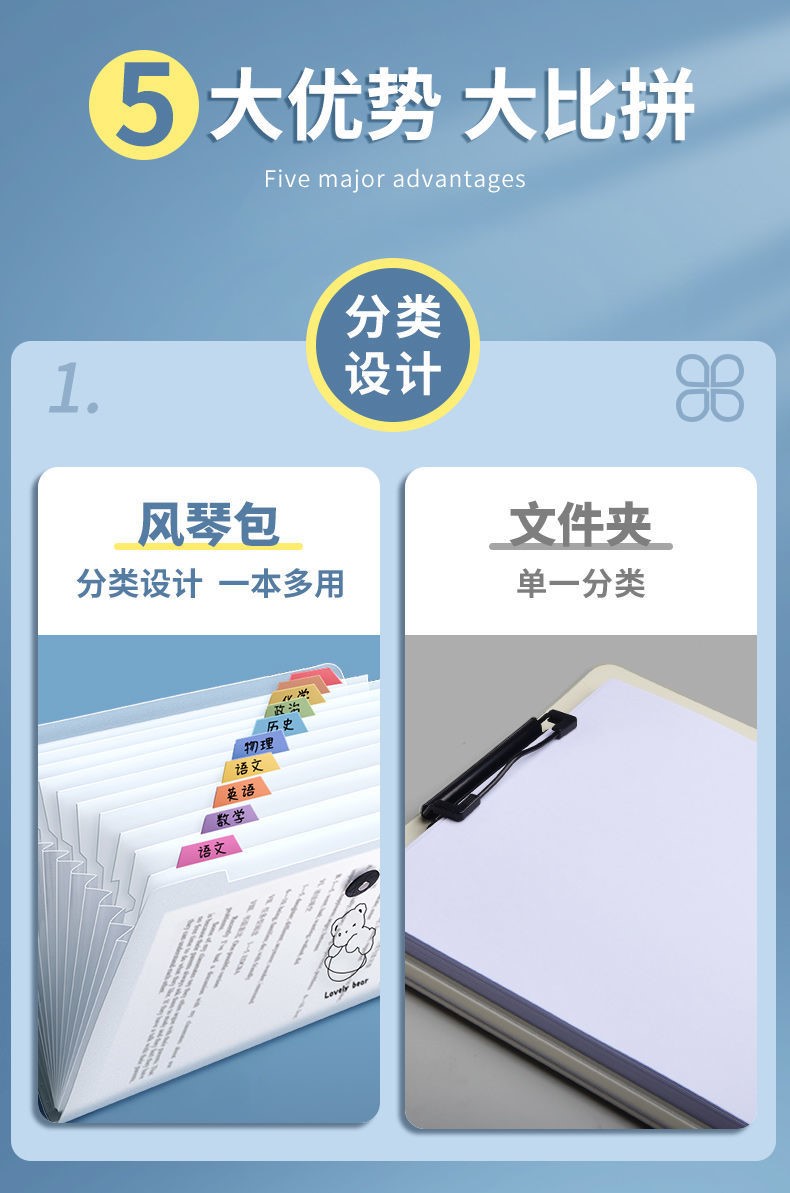 5大优势 大比拼
Five major advantages
分类
设计
1.
风琴包
分类设计 一本多用
文件夹
单一分类
化学
政治
历史
物理
语文
英语
数学
语文
Lovely bear